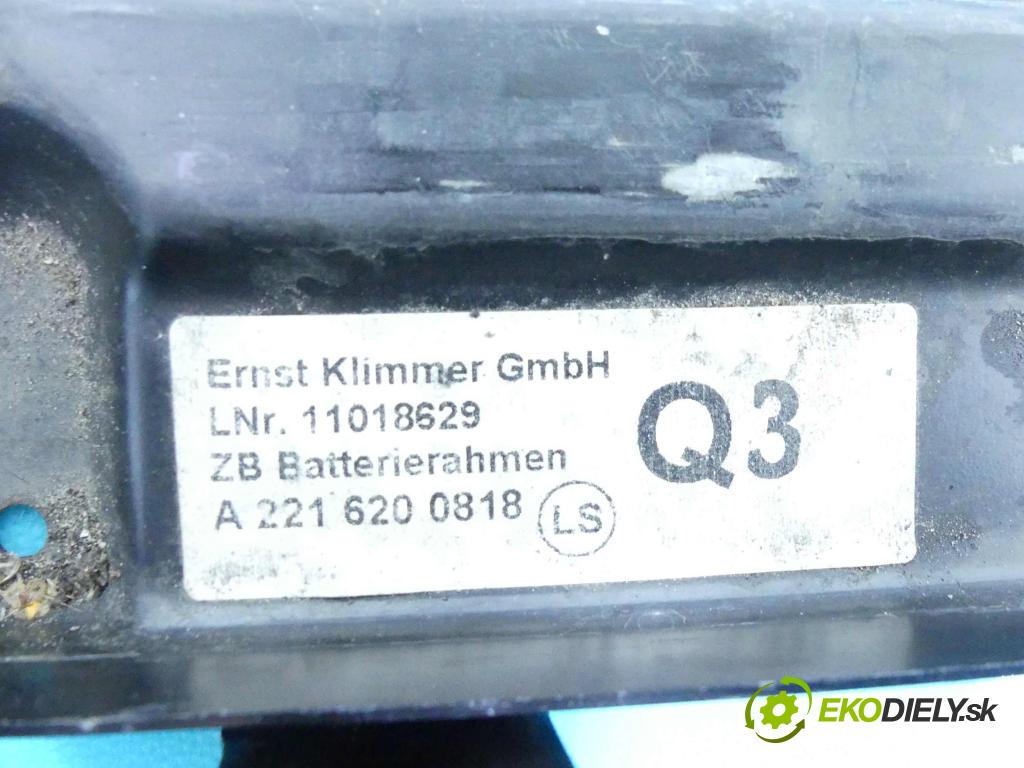 Ernst Klimmer GmbH
LNr. 11018629
ZB Batterierahmen
A 221 620 0818 LS
Q3
EKODIELY.sk